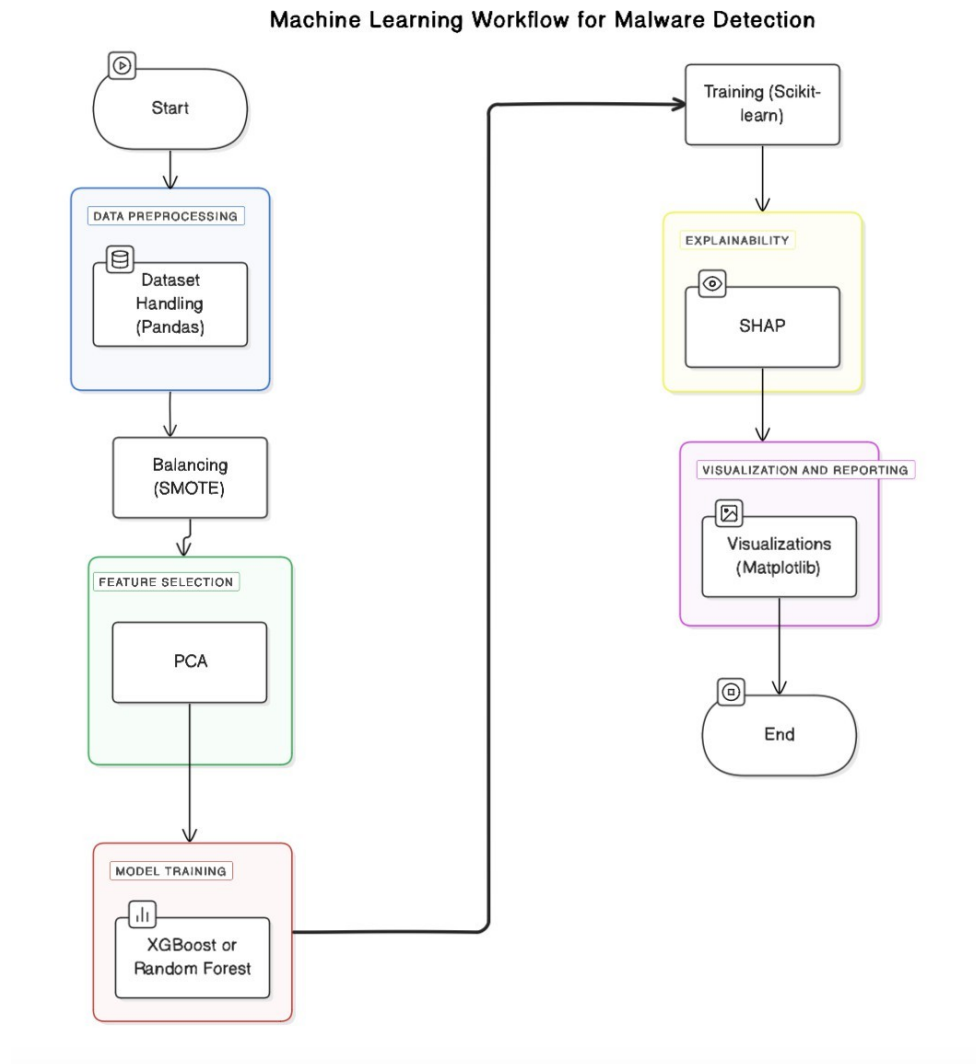 Machine Learning Workflow for Malware Detection
Start
DATA PREPROCESSING
Dataset
Handling
(Pandas)
Balancing
(SMOTE)
FEATURE SELECTION
PCA
MODEL TRAINING
XGBoost or
Random Forest
Training (Scikit-
learn)
EXPLAINABILITY
SHAP
VISUALIZATION AND REPORTING
Visualizations
(Matplotlib)
End